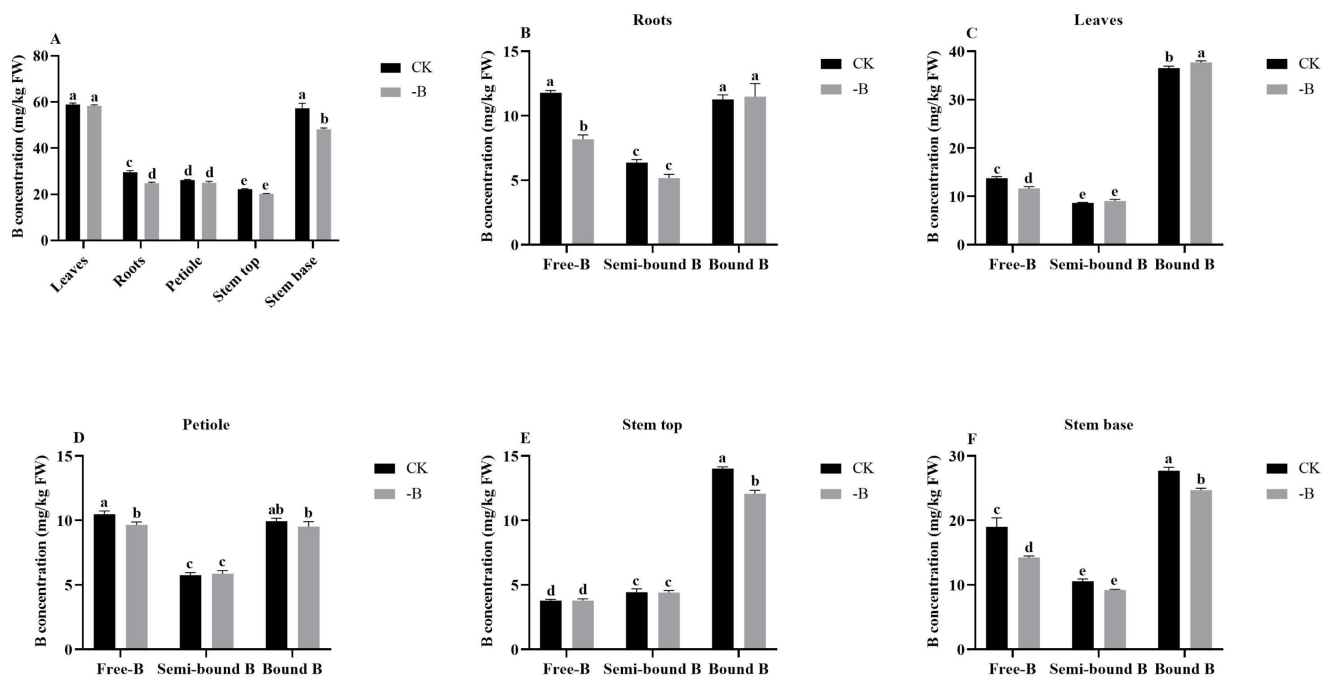 A
B concentration (mg/kg FW)
80
60
40
20
0
a a
c d
d d
e e
a b
Leaves
Roots
Petiole
Stem top
Stem base
CK
-B
Roots
B
B concentration (mg/kg FW)
15
10
5
0
a b
c c
a a
Free-B Semi-bound B Bound B
CK
-B
Leaves
C
B concentration (mg/kg FW)
40
30
20
10
0
c d
e e
b a
Free-B Semi-bound B Bound B
CK
-B
Petiole
D
B concentration (mg/kg FW)
15
10
5
0
a b
c c
ab b
Free-B Semi-bound B Bound B
CK
-B
Stem top
E
B concentration (mg/kg FW)
15
10
5
0
d d
c c
a b
Free-B Semi-bound B Bound B
CK
-B
Stem base
F
B concentration (mg/kg FW)
30
20
10
0
c d
e e
a b
Free-B Semi-bound B Bound B
CK
-B